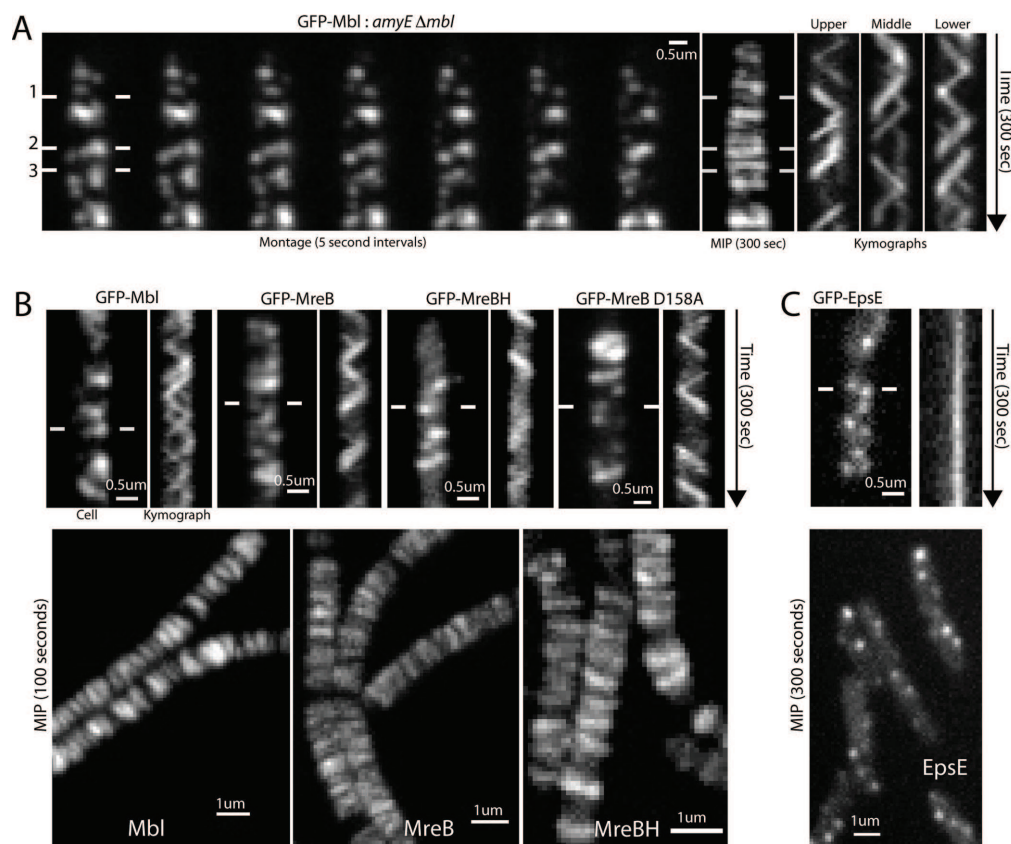 A
GFP-Mbl : amyE Δmbl
0.5um
1
2
3
Montage (5 second intervals)
MIP (300 sec)
Upper
Middle
Lower
Kymographs
Time (300 sec)
B
GFP-Mbl
GFP-MreB
GFP-MreBH
GFP-MreB D158A
0.5um
0.5um
0.5um
0.5um
Time (300 sec)
Cell
Kymograph
MIP (100 seconds)
1um
Mbl
1um
MreB
1um
MreBH
C
GFP-EpsE
0.5um
Time (300 sec)
MIP (300 seconds)
EpsE
1um